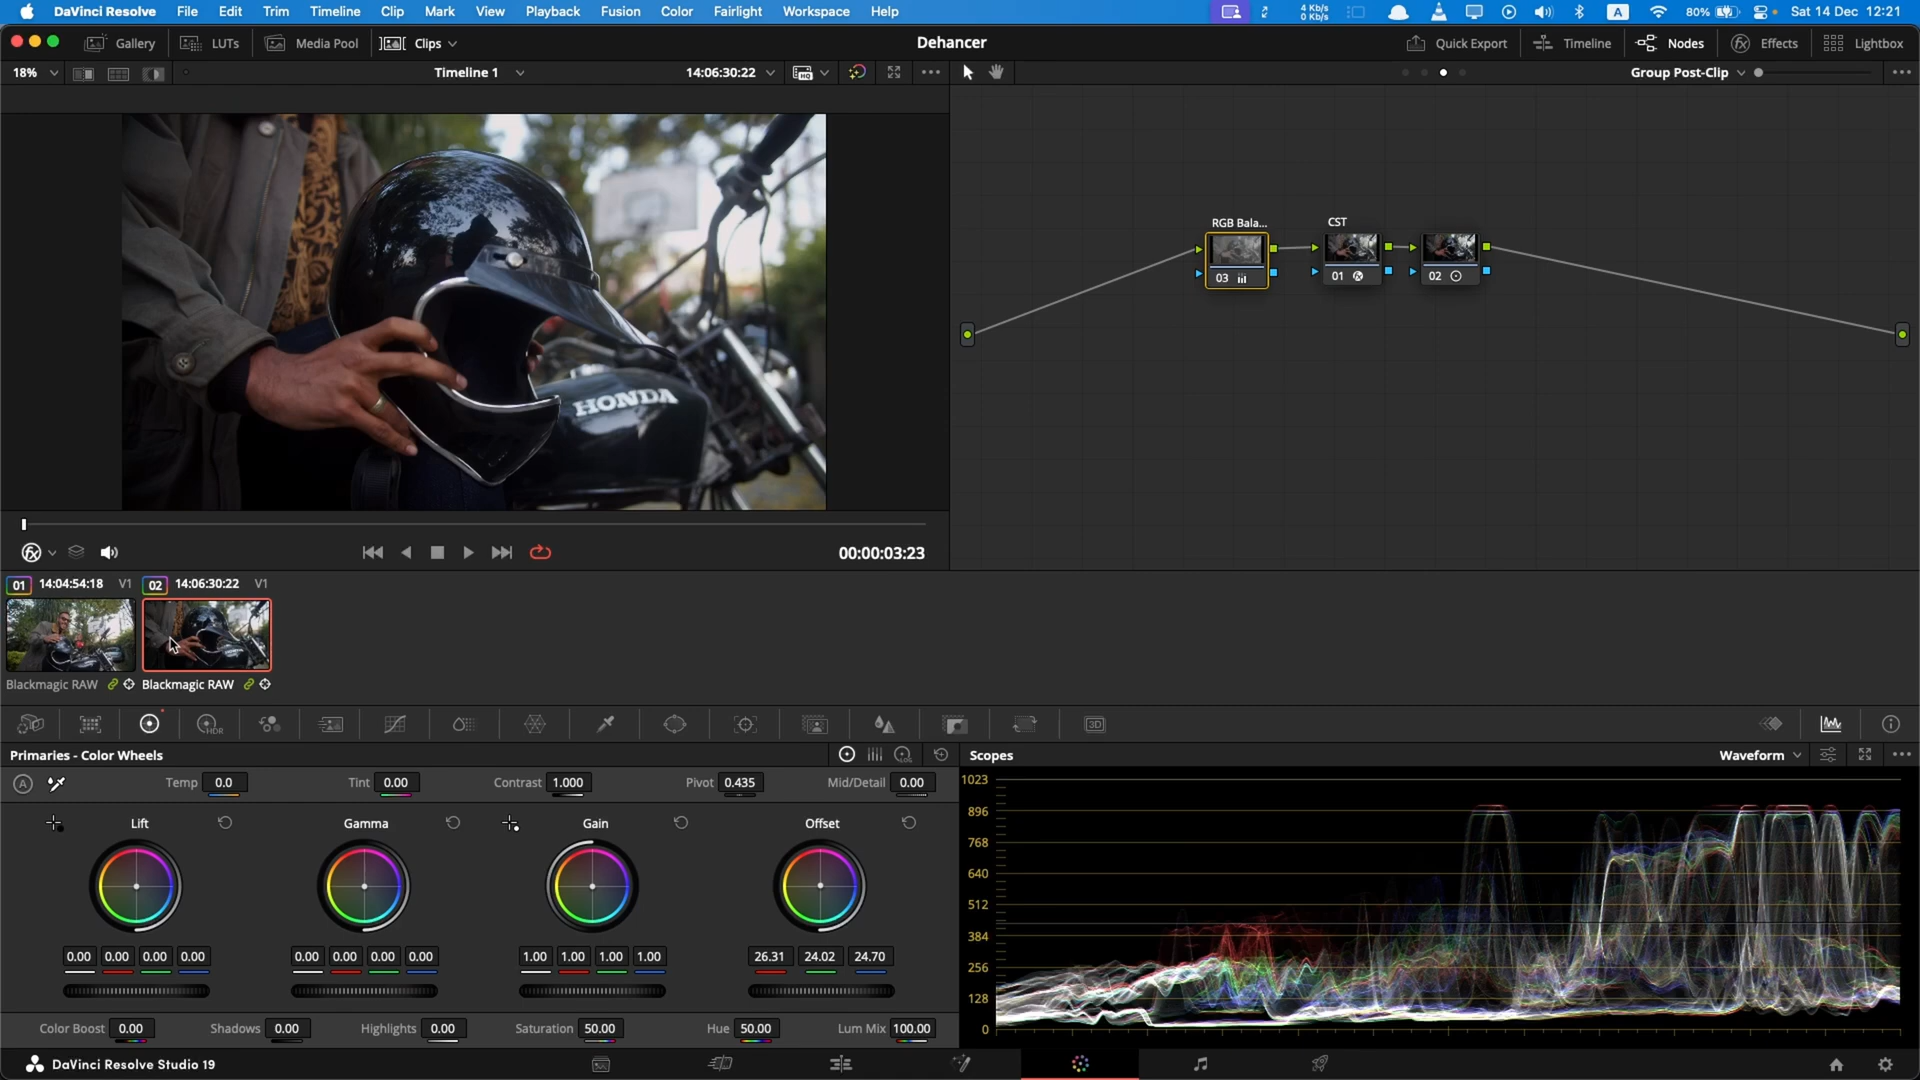 DaVinci Resolve File Edit Trim Timeline Clip Mark View Playback Fusion Color Fairlight Workspace Help 4 Kb/s 0 Kb/s A 80% Sat 14 Dec 12:21
Gallery LUTs Media Pool Clips Dehancer Quick Export Timeline Nodes Effects Lightbox
18% Timeline 1 14:06:30:22 HQ Group Post-Clip
RGB Bala... CST
03 01 02
HONDA
00:00:03:23
01 14:04:54:18 V1 02 14:06:30:22 V1
HONDA
Blackmagic RAW Blackmagic RAW
HDR 3D
Primaries - Color Wheels Scopes Waveform
A Temp 0.0 Tint 0.00 Contrast 1.000 Pivot 0.435 Mid/Detail 0.00
Lift Gamma Gain Offset
0.00 0.00 0.00 0.00 0.00 0.00 0.00 0.00 1.00 1.00 1.00 1.00 26.31 24.02 24.70
Color Boost 0.00 Shadows 0.00 Highlights 0.00 Saturation 50.00 Hue 50.00 Lum Mix 100.00
1023
896
768
640
512
384
256
128
0
DaVinci Resolve Studio 19